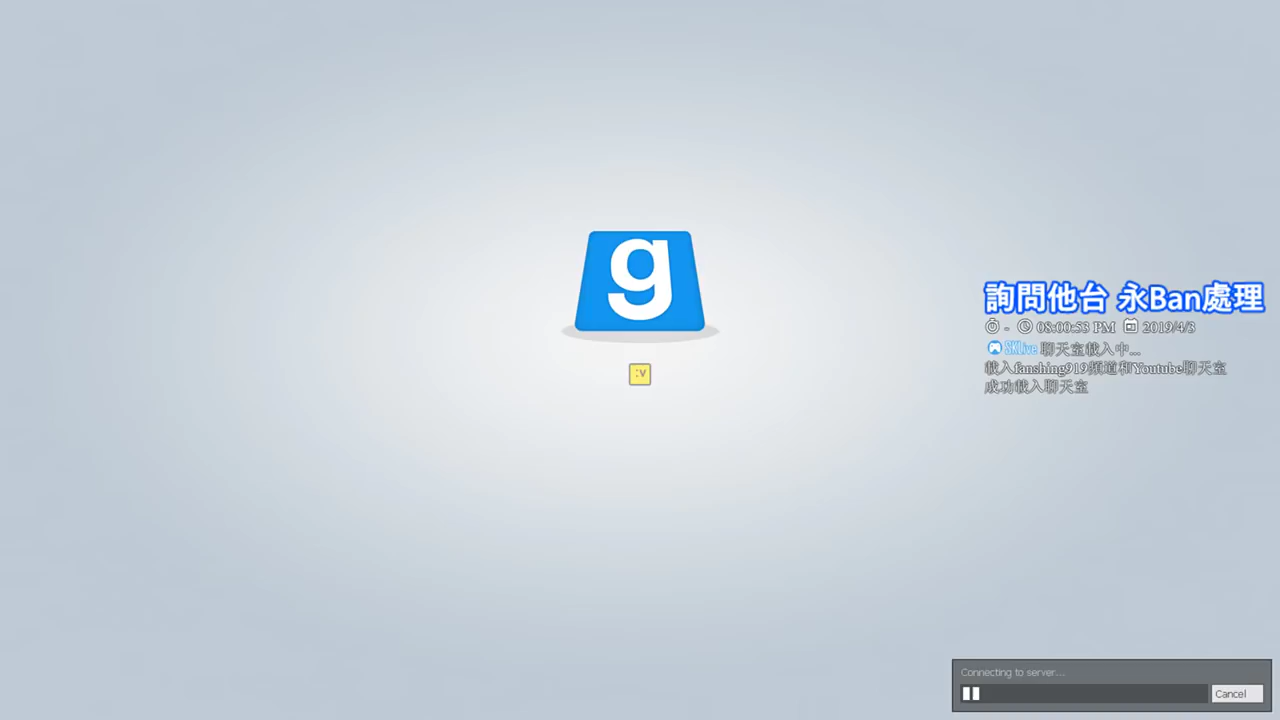 g
:v
詢問他台 永Ban處理
- 08:00:53 PM 2019/4/3
SKLive 聊天室載入中...
載入fanshing919頻道和Youtube聊天室
成功載入聊天室
Connecting to server...
Cancel